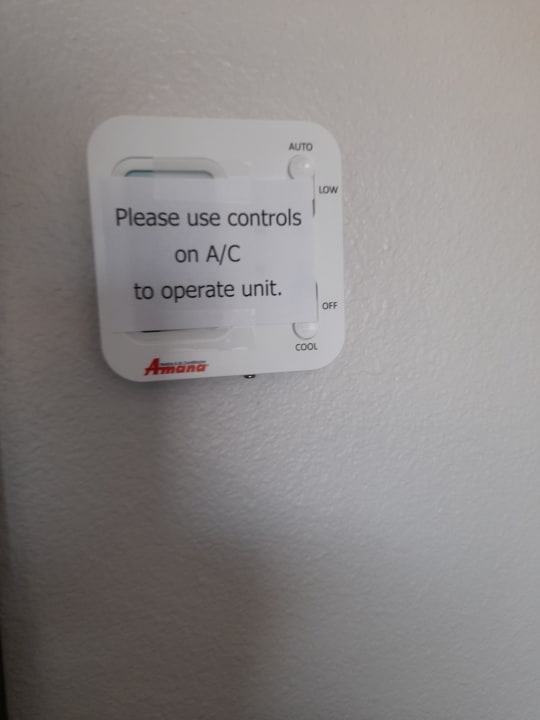 AUTO
LOW
Please use controls
on A/C
to operate unit.
OFF
COOL
Amana